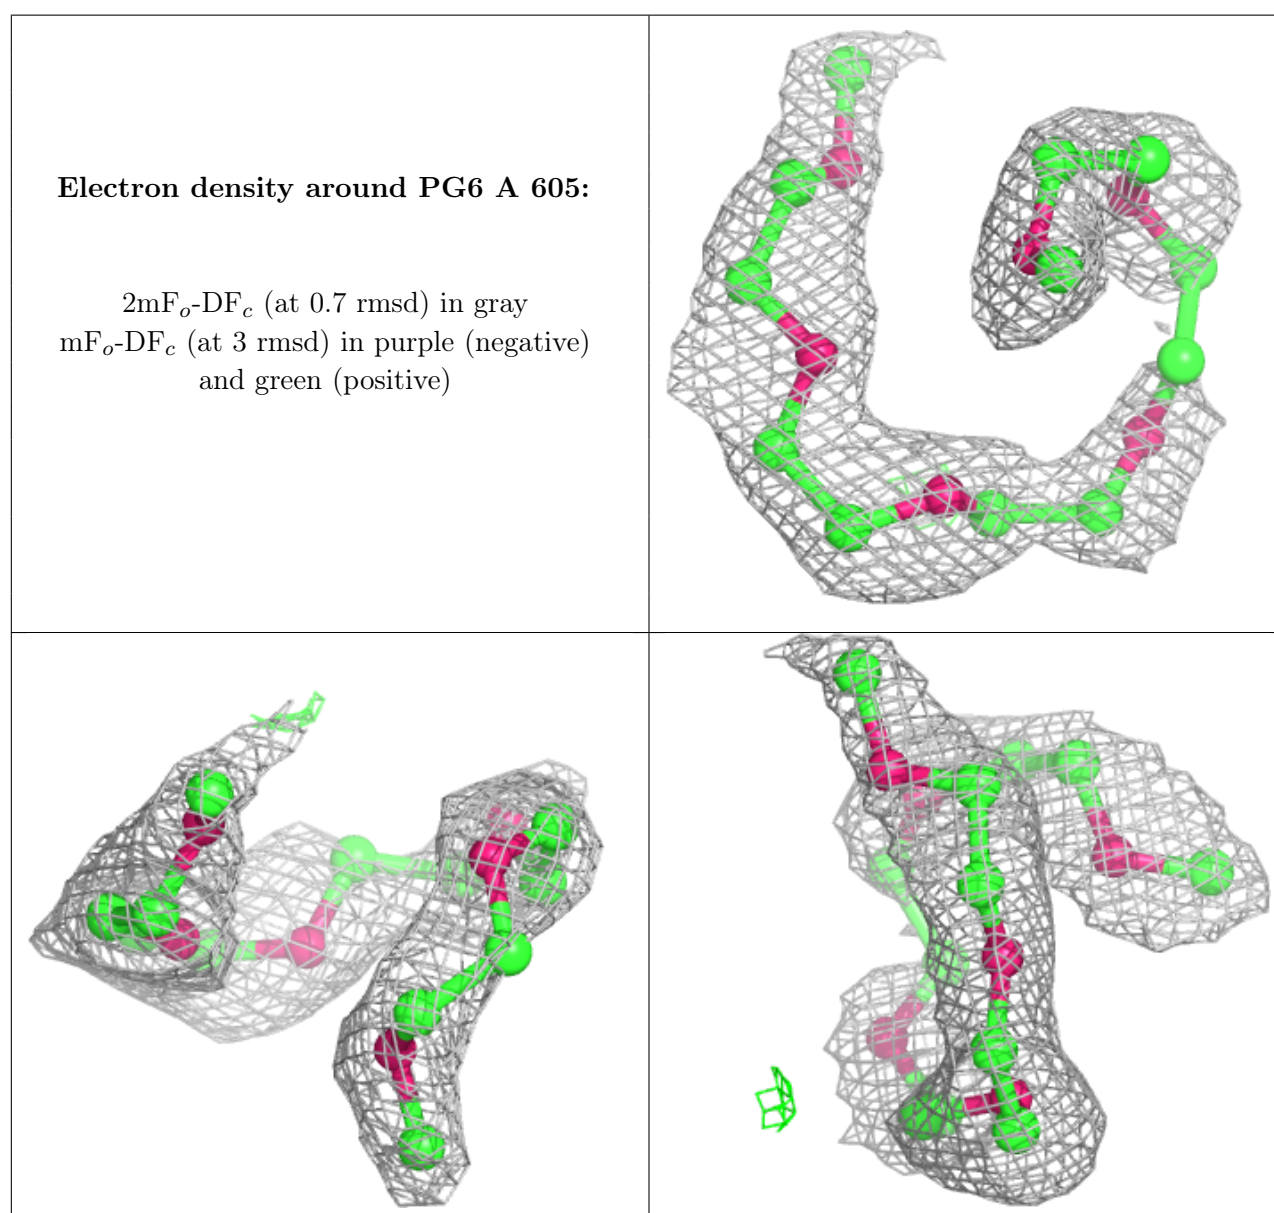 Electron density around PG6 A 605:
2mFo-DFc (at 0.7 rmsd) in gray
mFo-DFc (at 3 rmsd) in purple (negative)
and green (positive)